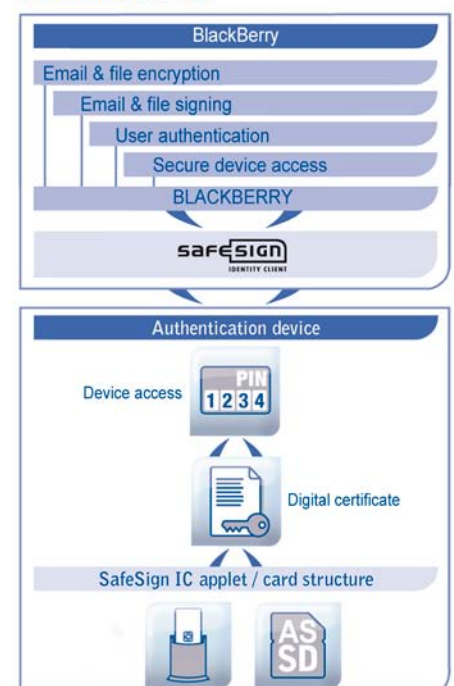 BlackBerry
Email & file encryption
Email & file signing
User authentication
Secure device access
BLACKBERRY
safesign
IDENTITY CLIENT
Authentication device
Device access
PIN
1234
Digital certificate
SafeSign IC applet / card structure
AS
SD